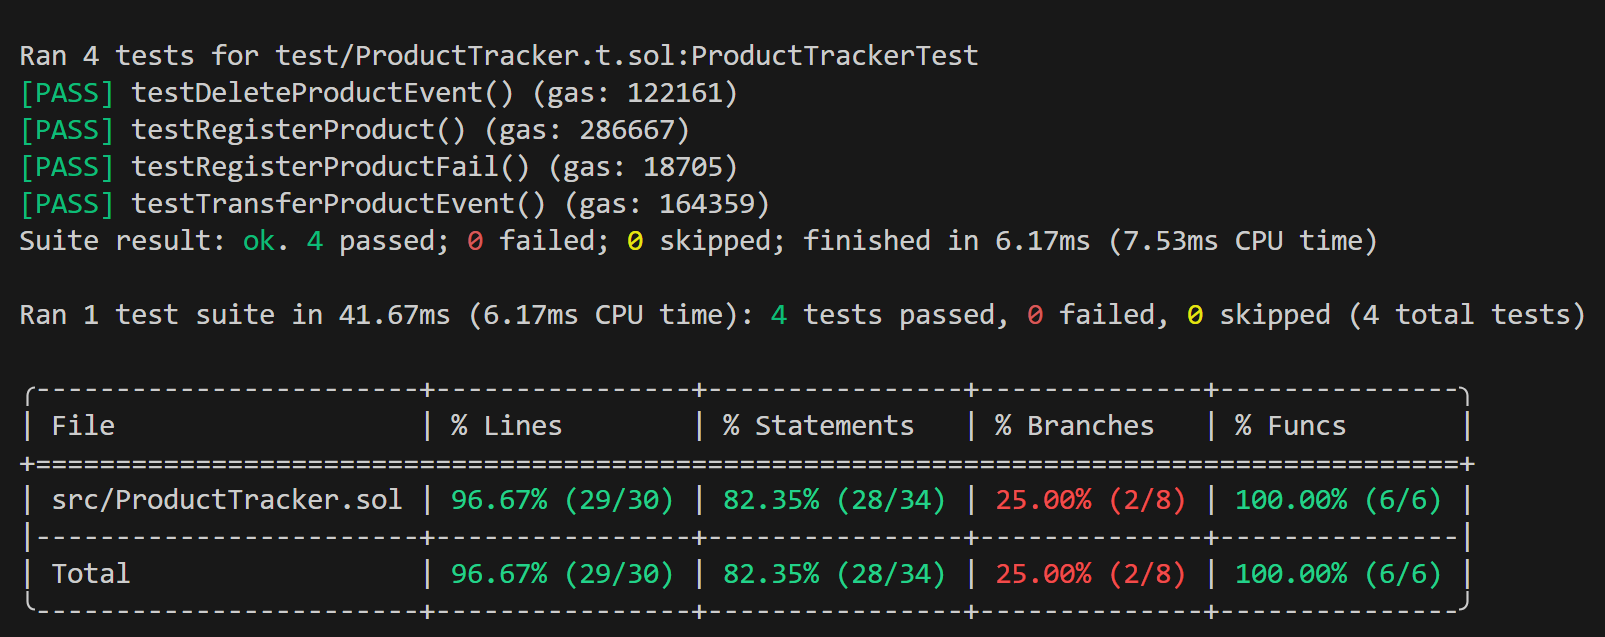 Ran 4 tests for test/ProductTracker.t.sol:ProductTrackerTest
[PASS] testDeleteProductEvent() (gas: 122161)
[PASS] testRegisterProduct() (gas: 286667)
[PASS] testRegisterProductFail() (gas: 18705)
[PASS] testTransferProductEvent() (gas: 164359)
Suite result: ok. 4 passed; 0 failed; 0 skipped; finished in 6.17ms (7.53ms CPU time)
Ran 1 test suite in 41.67ms (6.17ms CPU time): 4 tests passed, 0 failed, 0 skipped (4 total tests)
╭------------------------+----------------+----------------+--------------+---------------╮
| File                   | % Lines        | % Statements   | % Branches   | % Funcs       |
+=========================================================================================+
| src/ProductTracker.sol | 96.67% (29/30) | 82.35% (28/34) | 25.00% (2/8) | 100.00% (6/6) |
|------------------------+----------------+----------------+--------------+---------------|
| Total                  | 96.67% (29/30) | 82.35% (28/34) | 25.00% (2/8) | 100.00% (6/6) |
╰------------------------+----------------+----------------+--------------+---------------╯